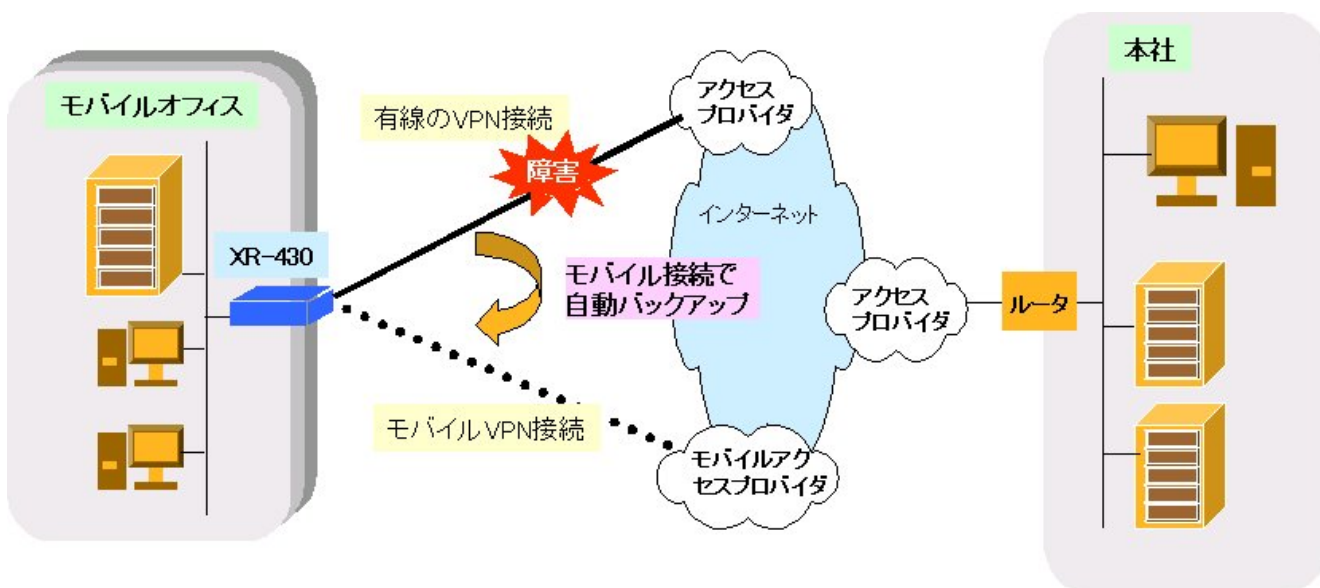 モバイルオフィス
XR-430
有線のVPN接続
障害
モバイル接続で
自動バックアップ
モバイルVPN接続
アクセス
プロバイダ
インターネット
アクセス
プロバイダ
モバイルアク
セスプロバイダ
ルータ
本社